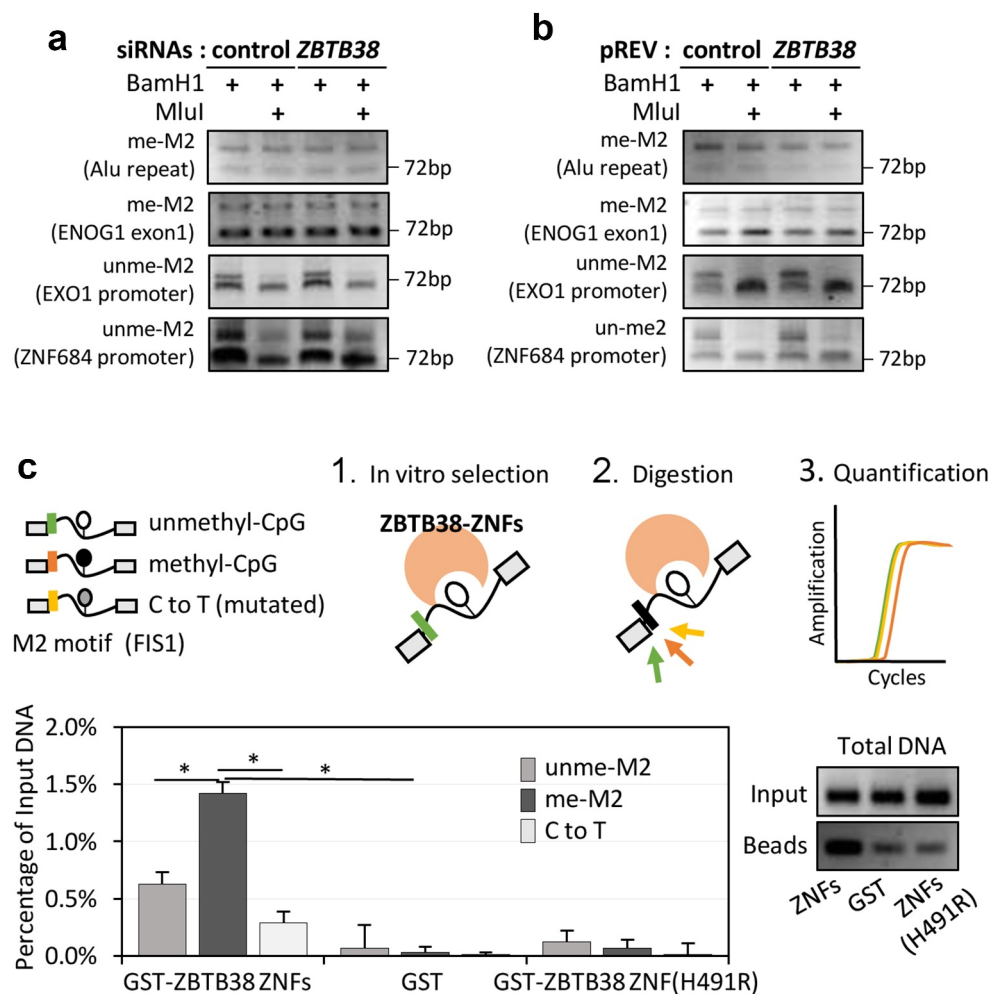 a
siRNAs : control ZBTB38
BamH1 + + + +
MluI + +
me-M2
(Alu repeat)
72bp
me-M2
(ENOG1 exon1)
72bp
unme-M2
(EXO1 promoter)
72bp
unme-M2
(ZNF684 promoter)
72bp
b
pREV : control ZBTB38
BamH1 + + + +
MluI + +
me-M2
(Alu repeat)
72bp
me-M2
(ENOG1 exon1)
72bp
unme-M2
(EXO1 promoter)
72bp
un-me2
(ZNF684 promoter)
72bp
c
unmethyl-CpG
methyl-CpG
C to T (mutated)
M2 motif (FIS1)
1. In vitro selection
ZBTB38-ZNFs
2. Digestion
3. Quantification
Amplification
Cycles
Percentage of Input DNA
2.0%
1.5%
1.0%
0.5%
0.0%
* * *
unme-M2
me-M2
C to T
GST-ZBTB38 ZNFs GST GST-ZBTB38 ZNF(H491R)
Total DNA
Input
Beads
ZNFs
GST
ZNFs
(H491R)